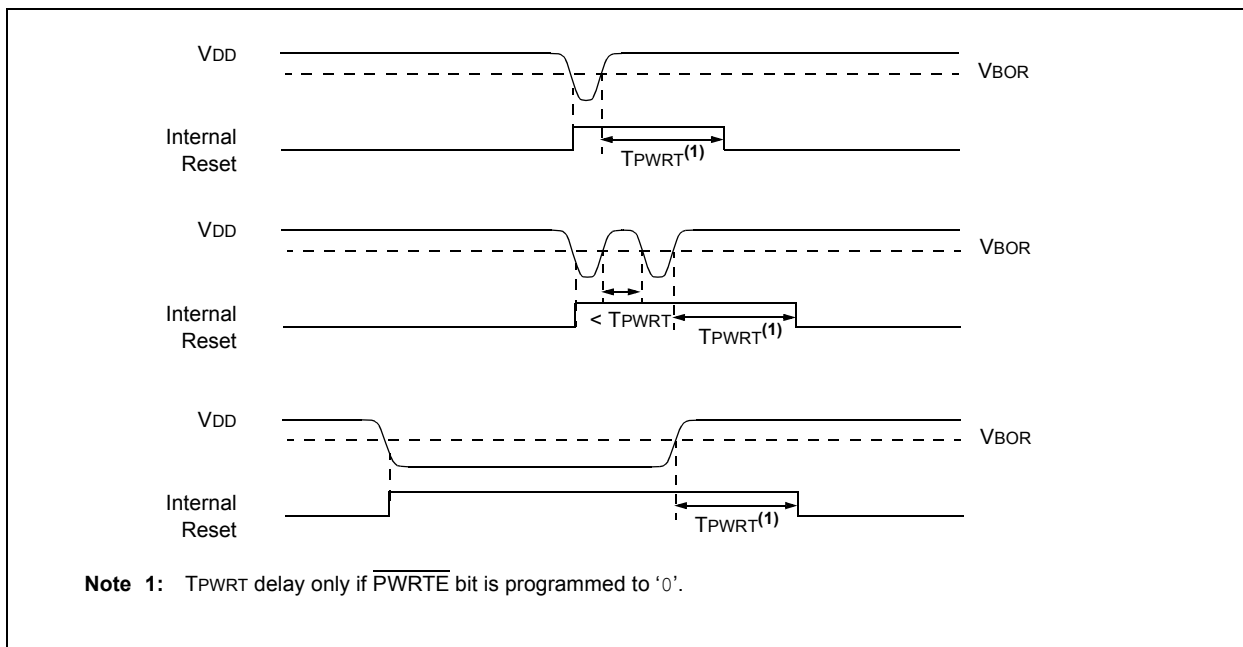 VDD
VBOR
Internal
Reset
TPWRT(1)
VDD
VBOR
Internal
Reset
< TPWRT
TPWRT(1)
VDD
VBOR
Internal
Reset
TPWRT(1)
Note 1: TPWRT delay only if PWRTE bit is programmed to ‘0’.